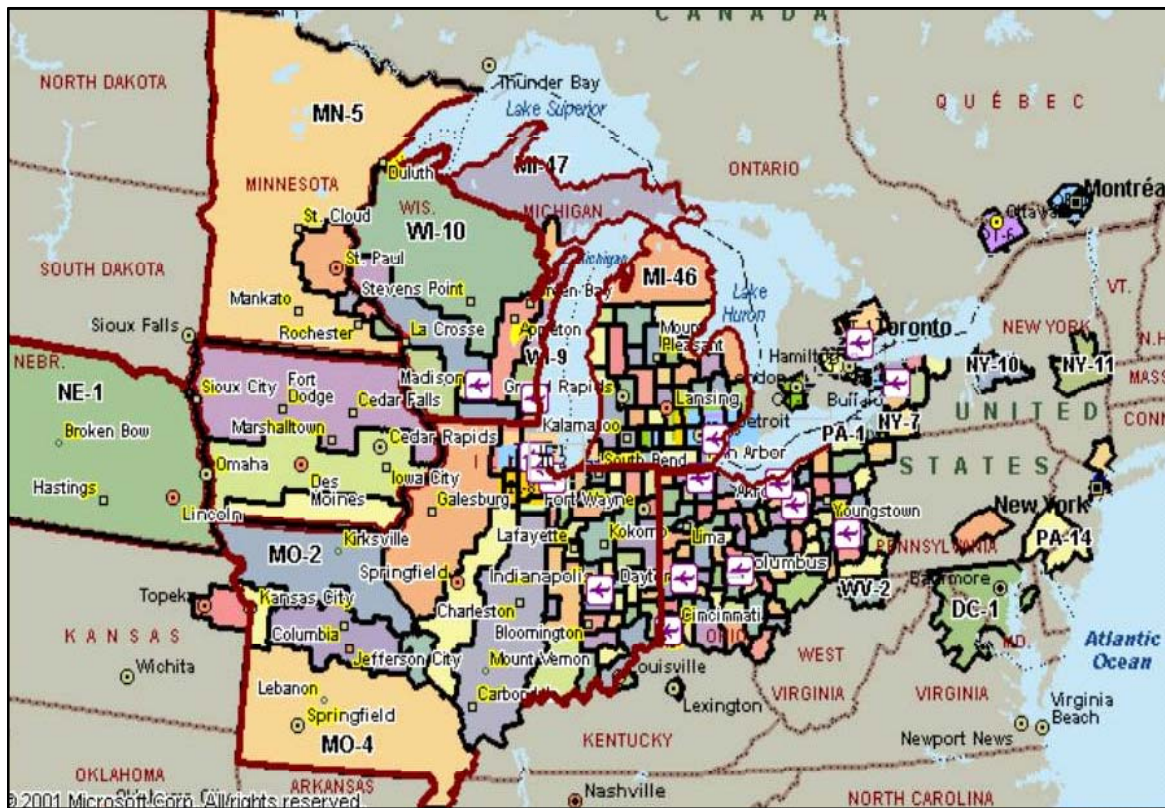 CANADA
NORTH DAKOTA
Thunder Bay
Lake Superior
QUÉBEC
MN-5
MI-47
ONTARIO
Duluth
MINNESOTA
WIS.
MICHIGAN
Montréa
Ottawa
St. Cloud
WI-10
St. Paul
Michigan
MI-46
SOUTH DAKOTA
Stevens Point
Lake
Huron
VT.
Mankato
Green Bay
Sioux Falls
Rochester
La Crosse
Appleton
Moun
Pleasant
Toronto
NEW YORK
N.H
NEBR.
WI-9
Hamilton
NY-10
NY-11
MASS
NE-1
Sioux City
Fort
Dodge
Madison
Grand Rapids
Lansing
Buffalo
CONN
Cedar Falls
Broken Bow
Marshalltown
Kalamazoo
Detroit
NY-7
UNITED
Cedar Rapids
PA-1
Omaha
South Bend
Ann Arbor
STATES
Hastings
Des
Moines
Iowa City
Galesburg
Fort Wayne
Akron
New York
Lincoln
Youngstown
Kirksville
Lafayette
Kokomo
Lima
MO-2
PENNSYLVANIA
PA-14
Springfield
Indianapolis
Dayton
Columbus
Baltimore
Topeka
Kansas City
Charleston
WV-2
DC-1
KANSAS
Columbia
Bloomington
Cincinnati
OHIO
MD.
Atlantic
Ocean
Wichita
Jefferson City
Mount Vernon
Louisville
WEST
VIRGINIA
VIRGINIA
Lebanon
Carbondale
Lexington
Virginia
Beach
Springfield
MO-4
KENTUCKY
Newport News
OKLAHOMA
ARKANSAS
Nashville
NORTH CAROLINA
© 2001 Microsoft Corp. All rights reserved.